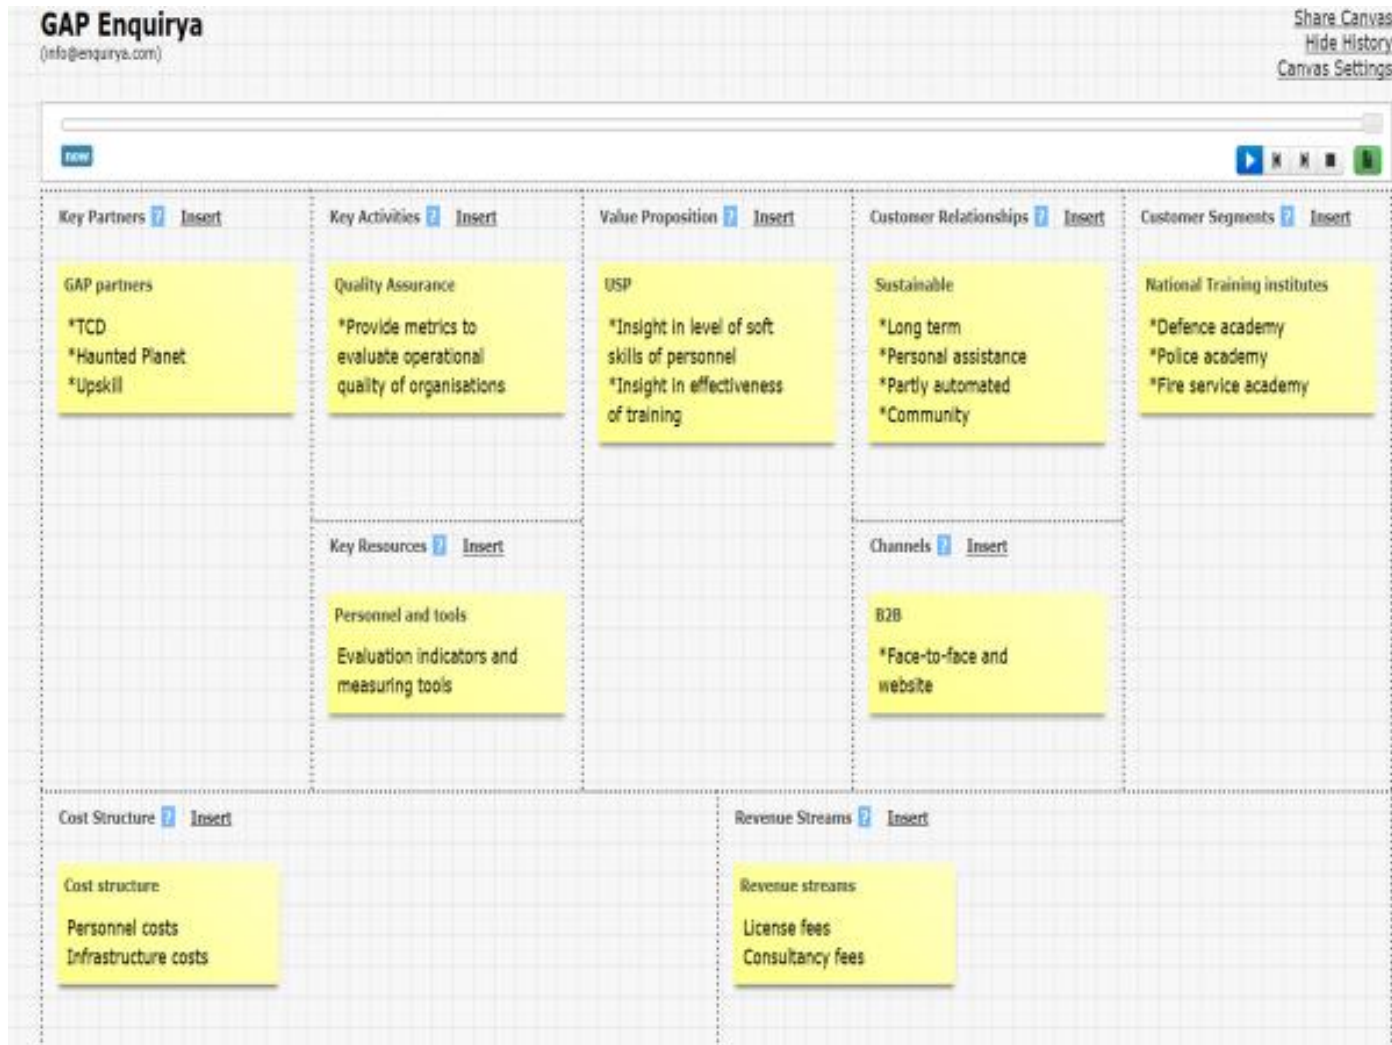 GAP Enquirya
(info@enquirya.com)
Share Canvas
Hide History
Canvas Settings
now
Key Partners ? Insert
GAP partners
*TCD
*Haunted Planet
*Upskill
Key Activities ? Insert
Quality Assurance
*Provide metrics to
evaluate operational
quality of organisations
Key Resources ? Insert
Personnel and tools
Evaluation indicators and
measuring tools
Value Proposition ? Insert
USP
*Insight in level of soft
skills of personnel
*Insight in effectiveness
of training
Customer Relationships ? Insert
Sustainable
*Long term
*Personal assistance
*Partly automated
*Community
Channels ? Insert
B2B
*Face-to-face and
website
Customer Segments ? Insert
National Training institutes
*Defence academy
*Police academy
*Fire service academy
Cost Structure ? Insert
Cost structure
Personnel costs
Infrastructure costs
Revenue Streams ? Insert
Revenue streams
License fees
Consultancy fees